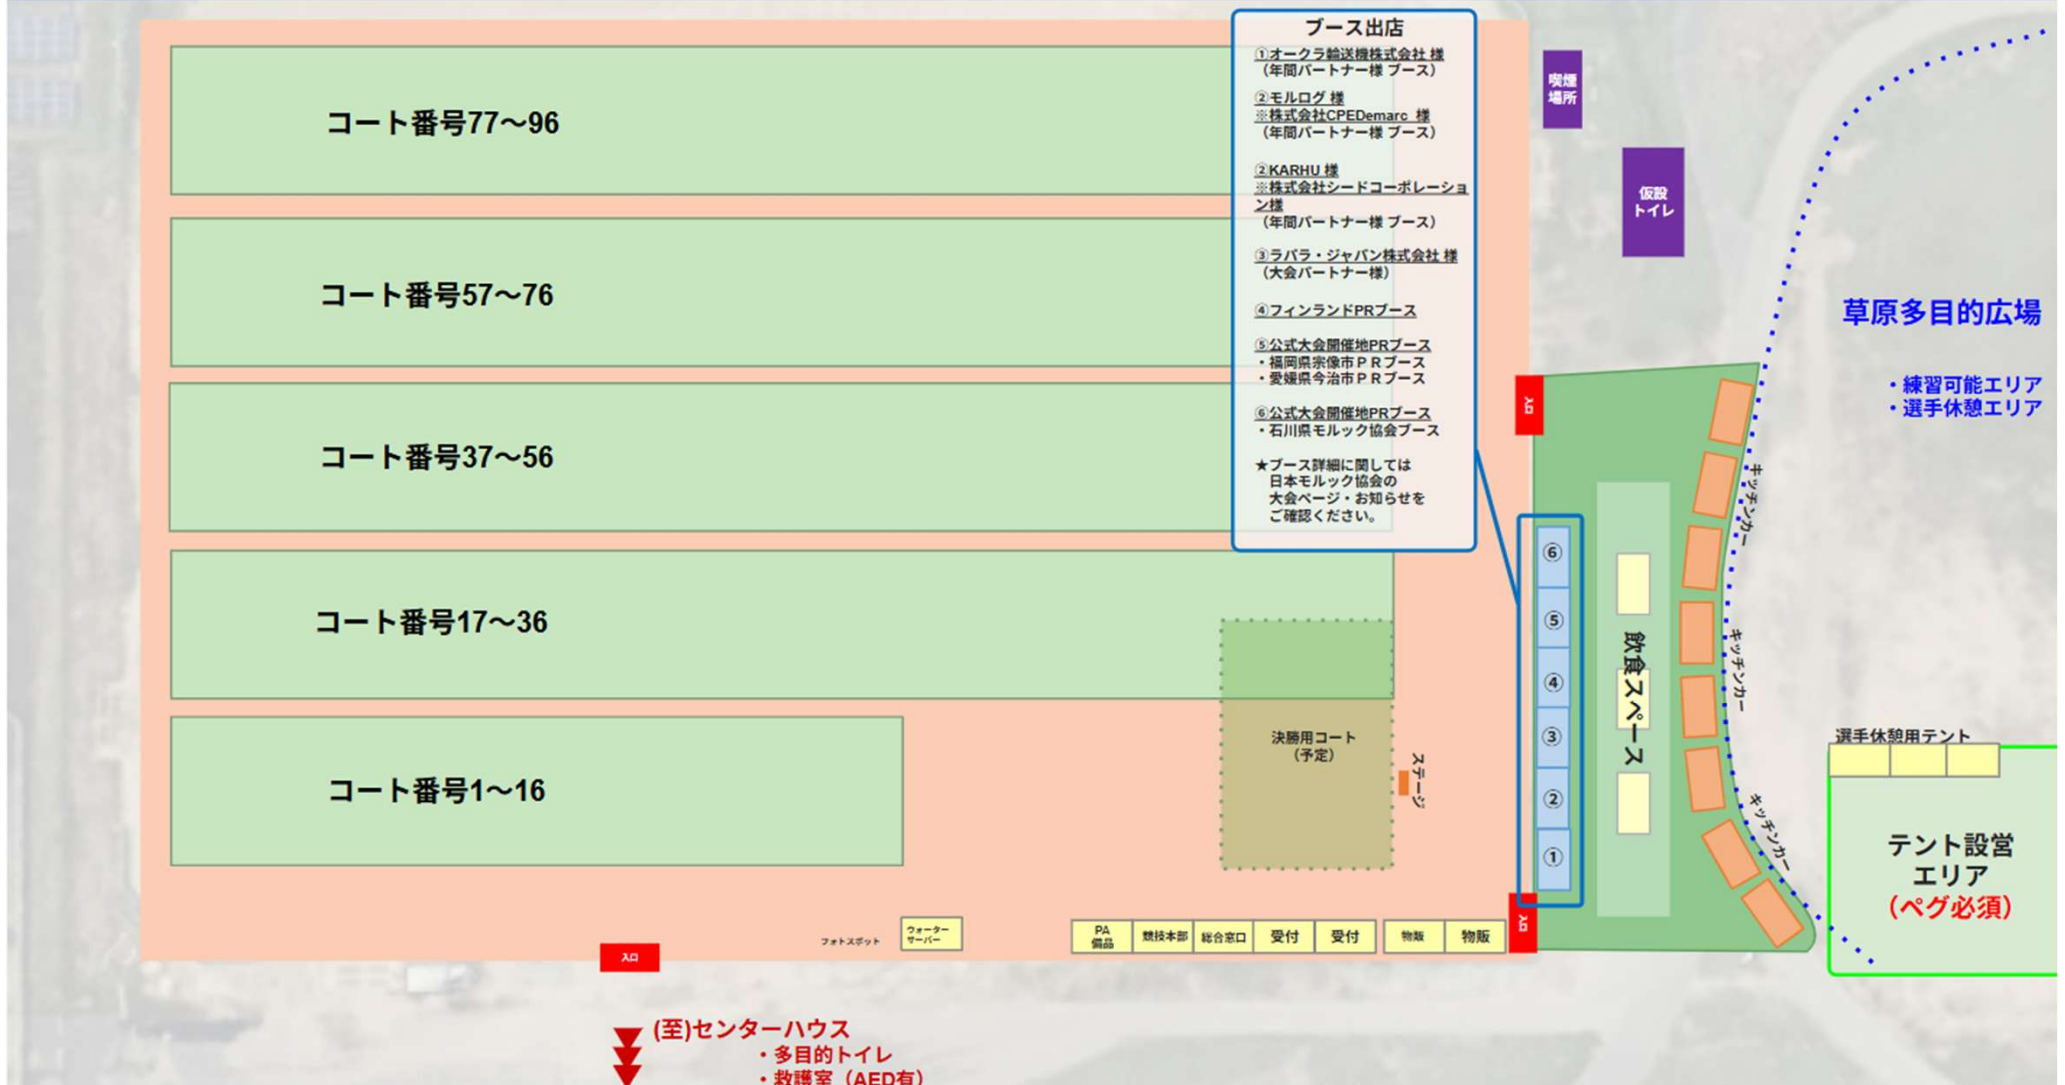 ブース出店
①オークラ輸送機株式会社 様
（年間パートナー様 ブース）
②モルログ 様
※株式会社CPEDemarc 様
（年間パートナー様 ブース）
②KARHU 様
※株式会社シードコーポレーショ
ン様
（年間パートナー様 ブース）
③ラパラ・ジャパン株式会社 様
（大会パートナー様）
④フィンランドPRブース
⑤公式大会開催地PRブース
・福岡県宗像市ＰＲブース
・愛媛県今治市ＰＲブース
⑥公式大会開催地PRブース
・石川県モルック協会ブース
★ブース詳細に関しては
日本モルック協会の
大会ページ・お知らせを
ご確認ください。
コート番号77～96
コート番号57～76
コート番号37～56
コート番号17～36
コート番号1～16
決勝用コート
（予定）
ステージ
喫煙
場所
仮設
トイレ
草原多目的広場
・練習可能エリア
・選手休憩エリア
入口
⑥
⑤
④
③
②
①
飲食スペース
キッチンカー
キッチンカー
キッチンカー
選手休憩用テント
テント設営
エリア
（ペグ必須）
フォトスポット
ウォーター
サーバー
PA
備品
競技本部
総合窓口
受付
受付
物販
物販
入口
入口
(至)センターハウス
・多目的トイレ
・救護室（AED有）